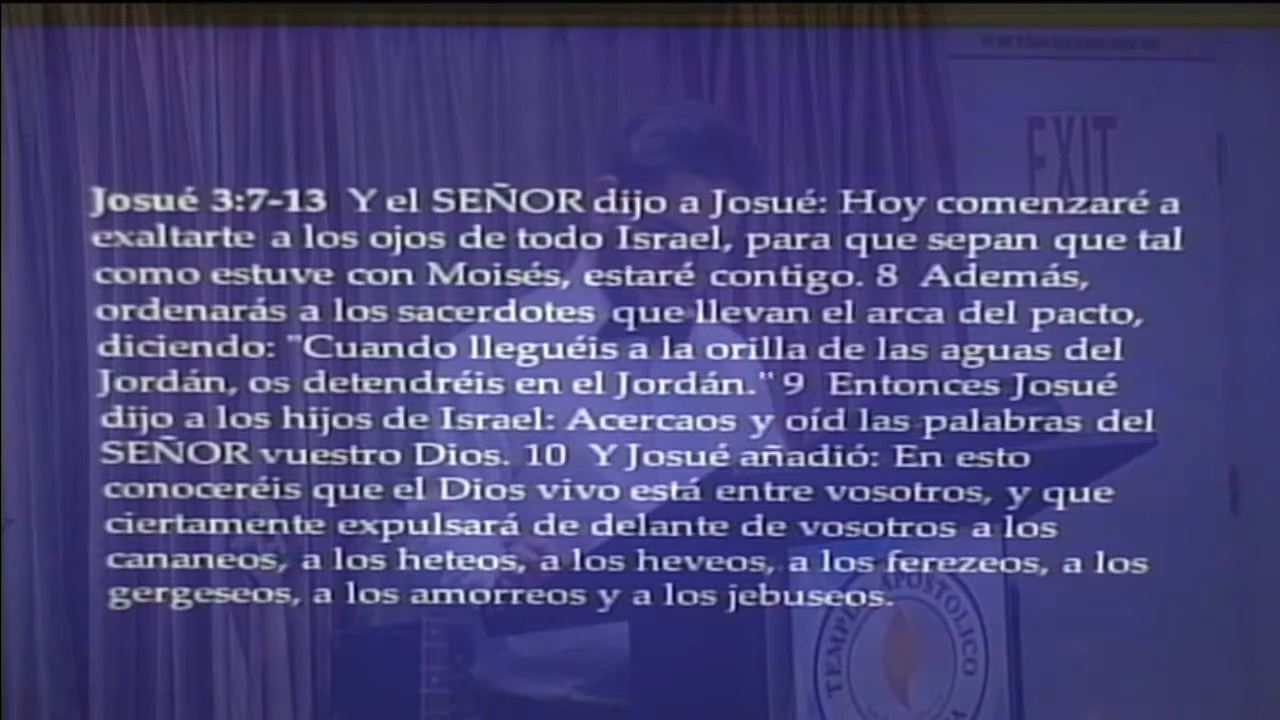 EXIT
Josué 3:7-13 Y el SEÑOR dijo a Josué: Hoy comenzaré a
exaltarte a los ojos de todo Israel, para que sepan que tal
como estuve con Moisés, estaré contigo. 8 Además,
ordenarás a los sacerdotes que llevan el arca del pacto,
diciendo: "Cuando lleguéis a la orilla de las aguas del
Jordán, os detendréis en el Jordán." 9 Entonces Josué
dijo a los hijos de Israel: Acercaos y oíd las palabras del
SEÑOR vuestro Dios. 10 Y Josué añadió: En esto
conoceréis que el Dios vivo está entre vosotros, y que
ciertamente expulsará de delante de vosotros a los
cananeos, a los heteos, a los heveos, a los ferezeos, a los
gergeseos, a los amorreos y a los jebuseos.
TEMPLO APOSTOLICO